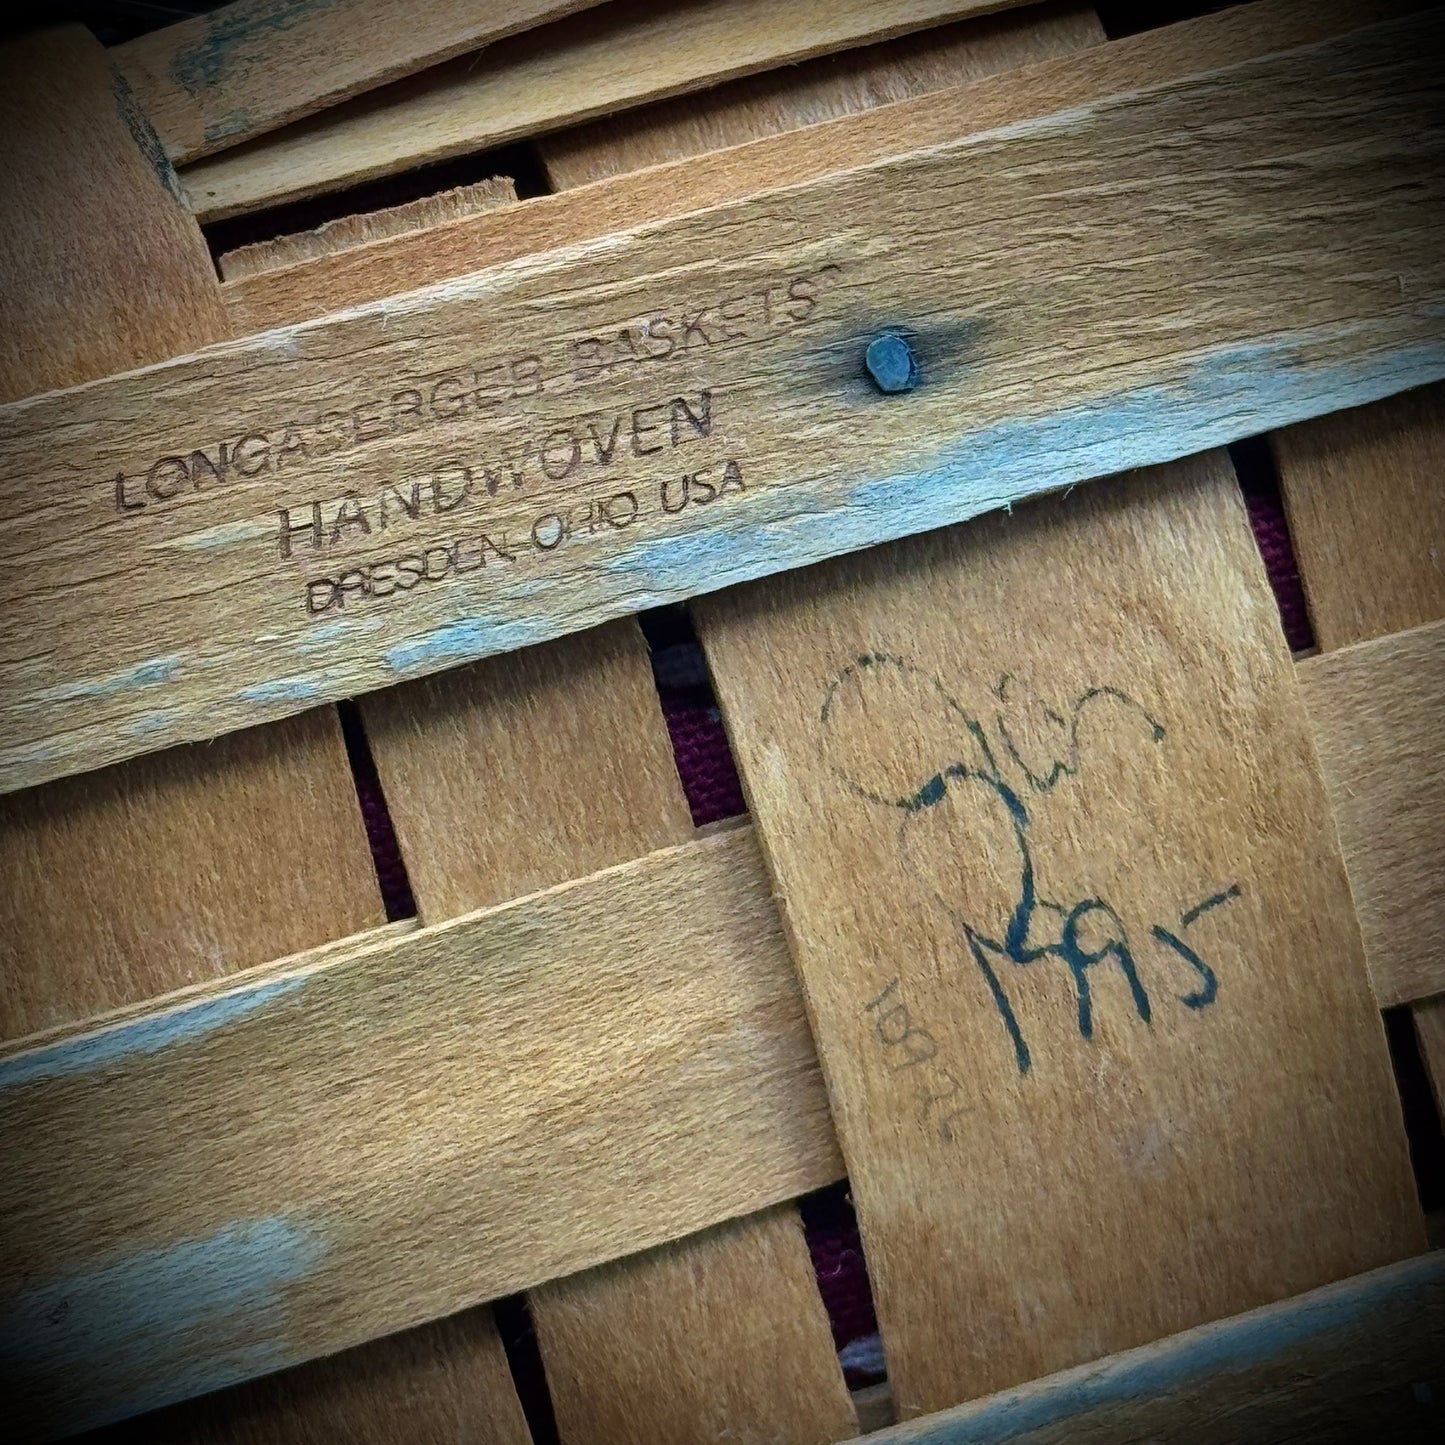 LONGABERGER BASKETS®
HANDWOVEN
DRESDEN, OHIO USA
1995